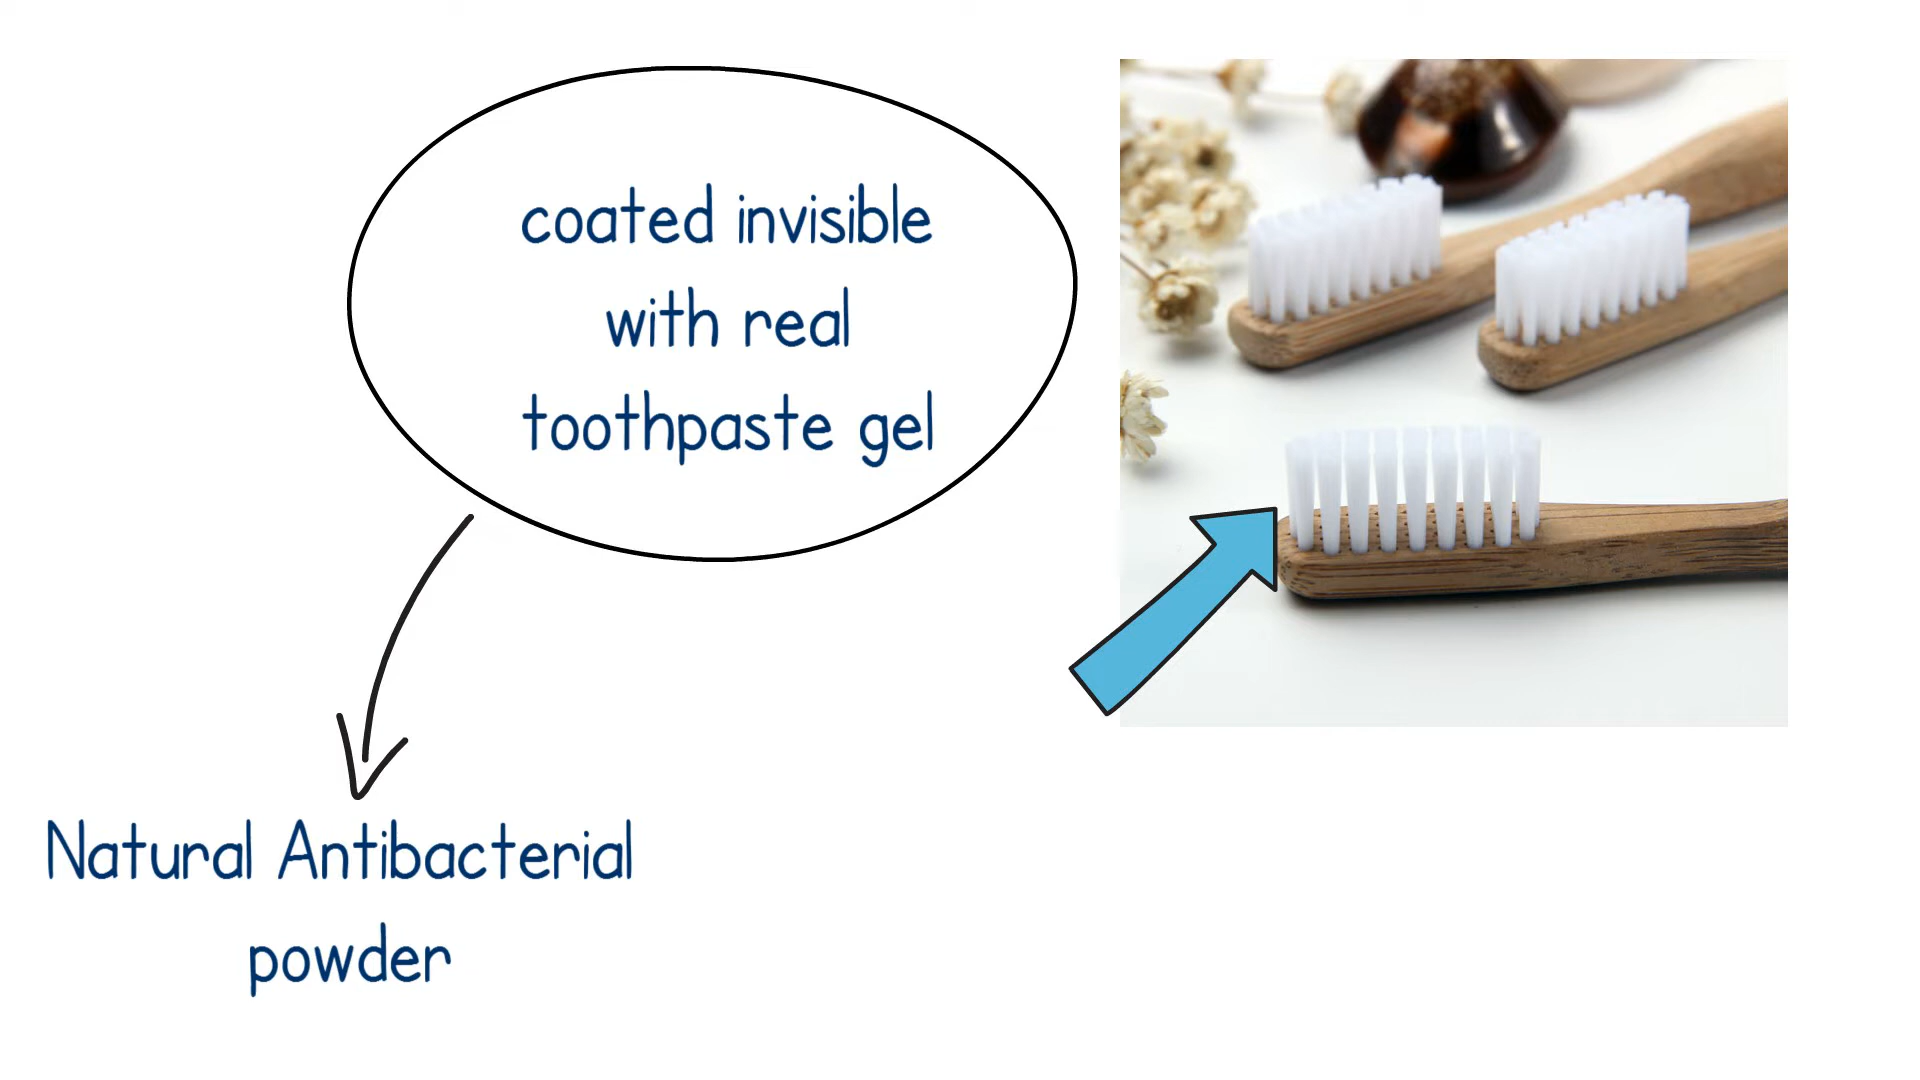 coated invisible
with real
toothpaste gel
Natural Antibacterial
powder